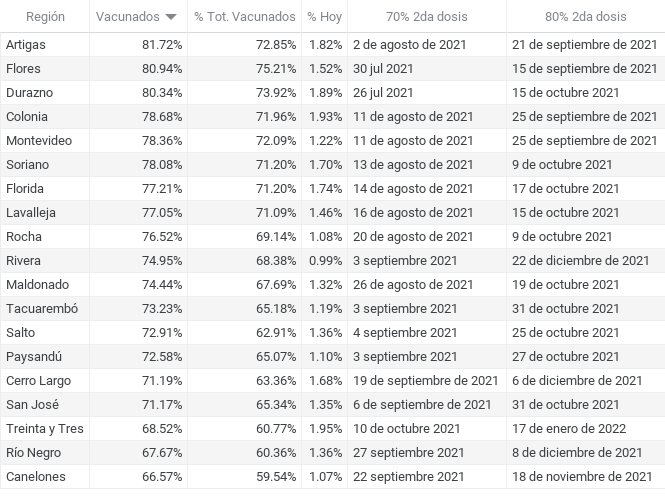 Región Vacunados % Tot. Vacunados % Hoy 70% 2da dosis 80% 2da dosis
Artigas 81.72% 72.85% 1.82% 2 de agosto de 2021 21 de septiembre de 2021
Flores 80.94% 75.21% 1.52% 30 jul 2021 15 de septiembre de 2021
Durazno 80.34% 73.92% 1.89% 26 jul 2021 15 de octubre 2021
Colonia 78.68% 71.96% 1.93% 11 de agosto de 2021 25 de septiembre de 2021
Montevideo 78.36% 72.09% 1.22% 11 de agosto de 2021 25 de septiembre de 2021
Soriano 78.08% 71.20% 1.70% 13 de agosto de 2021 9 de octubre 2021
Florida 77.21% 71.20% 1.74% 14 de agosto de 2021 17 de octubre 2021
Lavalleja 77.05% 71.09% 1.46% 16 de agosto de 2021 15 de octubre 2021
Rocha 76.52% 69.14% 1.08% 20 de agosto de 2021 9 de octubre 2021
Rivera 74.95% 68.38% 0.99% 3 septiembre 2021 22 de diciembre de 2021
Maldonado 74.44% 67.69% 1.32% 26 de agosto de 2021 19 de octubre 2021
Tacuarembó 73.23% 65.18% 1.19% 3 septiembre 2021 31 de octubre 2021
Salto 72.91% 62.91% 1.36% 4 septiembre 2021 25 de octubre 2021
Paysandú 72.58% 65.07% 1.10% 3 septiembre 2021 27 de octubre 2021
Cerro Largo 71.19% 63.36% 1.68% 19 de septiembre de 2021 6 de diciembre de 2021
San José 71.17% 65.34% 1.35% 6 de septiembre de 2021 31 de octubre 2021
Treinta y Tres 68.52% 60.77% 1.95% 10 de octubre 2021 17 de enero de 2022
Río Negro 67.67% 60.36% 1.36% 27 septiembre 2021 8 de diciembre de 2021
Canelones 66.57% 59.54% 1.07% 22 septiembre 2021 18 de noviembre de 2021